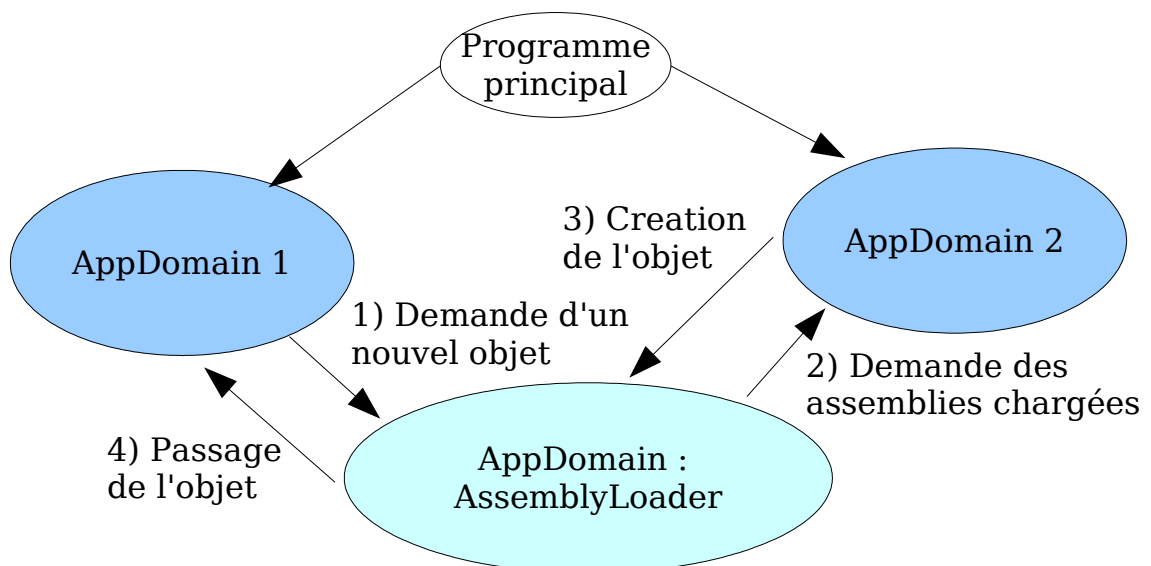 Programme
principal
AppDomain 1
AppDomain 2
3) Creation
de l'objet
1) Demande d'un
nouvel objet
2) Demande des
assemblies chargées
4) Passage
de l'objet
AppDomain :
AssemblyLoader